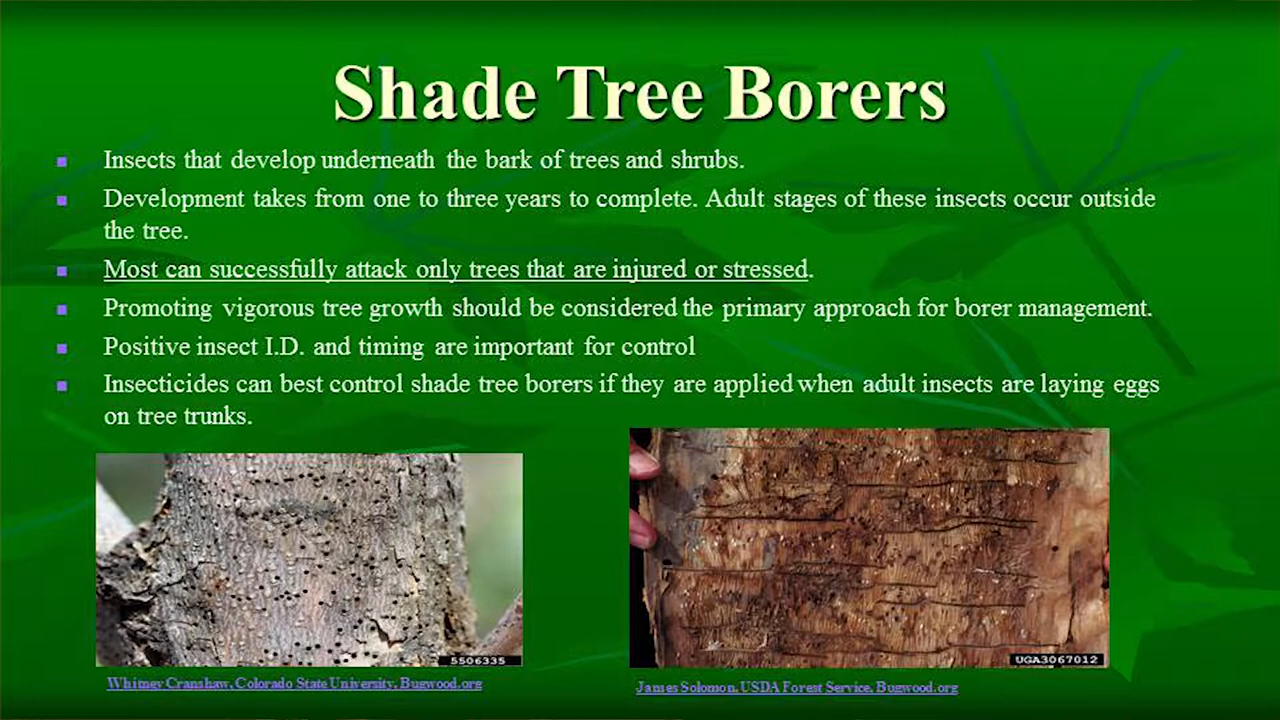 Shade Tree Borers
Insects that develop underneath the bark of trees and shrubs.
Development takes from one to three years to complete. Adult stages of these insects occur outside
the tree.
Most can successfully attack only trees that are injured or stressed.
Promoting vigorous tree growth should be considered the primary approach for borer management.
Positive insect I.D. and timing are important for control
Insecticides can best control shade tree borers if they are applied when adult insects are laying eggs
on tree trunks.
5506335
UGA3067012
Whitney Cranshaw, Colorado State University, Bugwood.org
James Solomon, USDA Forest Service, Bugwood.org